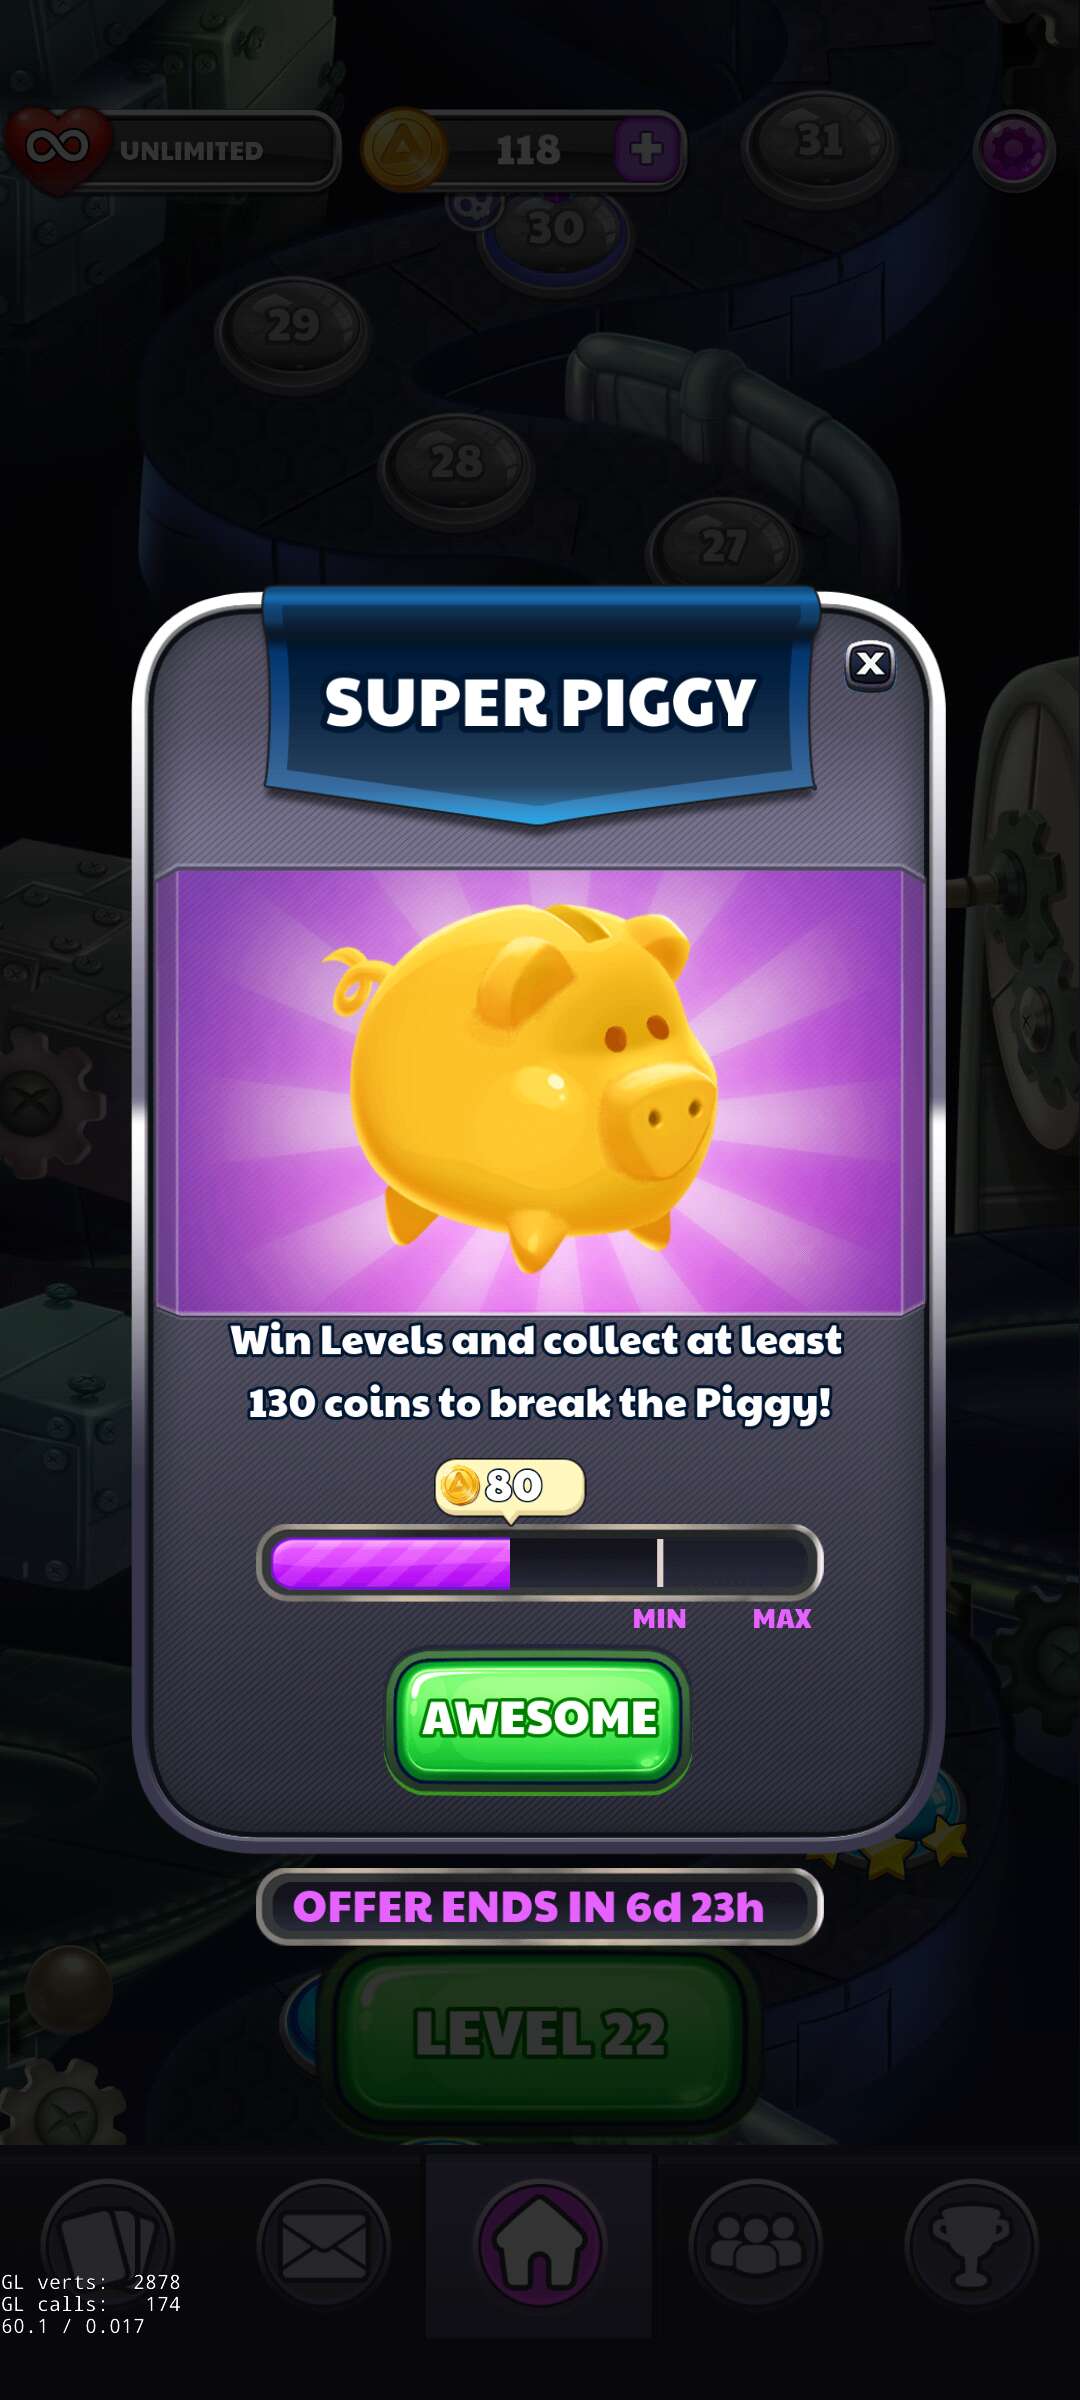 UNLIMITED
118
31
30
29
28
27
SUPER PIGGY
X
Win Levels and collect at least
130 coins to break the Piggy!
80
MIN MAX
AWESOME
OFFER ENDS IN 6d 23h
LEVEL 22
GL verts: 2878
GL calls: 174
60.1 / 0.017